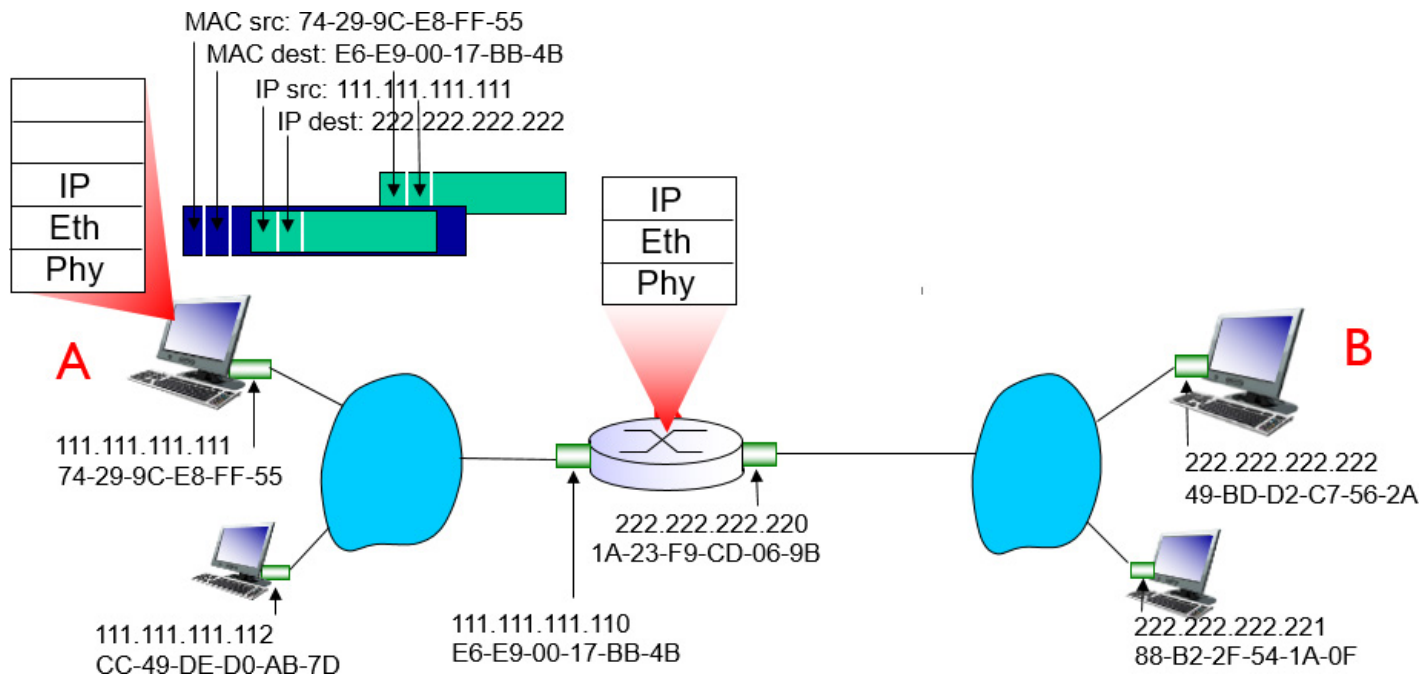 MAC src: 74-29-9C-E8-FF-55
MAC dest: E6-E9-00-17-BB-4B
IP src: 111.111.111.111
IP dest: 222.222.222.222
IP
Eth
Phy
IP
Eth
Phy
A
B
111.111.111.111
74-29-9C-E8-FF-55
222.222.222.222
49-BD-D2-C7-56-2A
222.222.222.220
1A-23-F9-CD-06-9B
111.111.111.112
CC-49-DE-D0-AB-7D
111.111.111.110
E6-E9-00-17-BB-4B
222.222.222.221
88-B2-2F-54-1A-0F